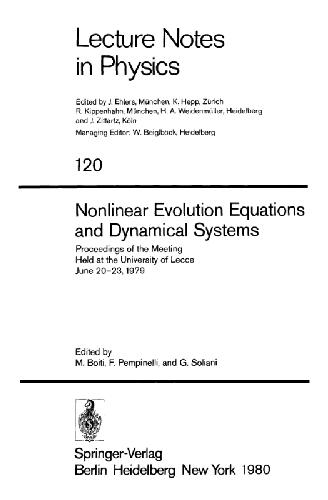 Lecture Notes
in Physics
Edited by J. Ehlers, München, K. Hepp, Zürich
R. Kippenhahn, München, H. A. Weidenmüller, Heidelberg
and J. Zittartz, Köln
Managing Editor: W. Beiglböck, Heidelberg
120
Nonlinear Evolution Equations
and Dynamical Systems
Proceedings of the Meeting
Held at the University of Lecce
June 20–23, 1979
Edited by
M. Boiti, F. Pempinelli, and G. Soliani
Springer-Verlag
Berlin Heidelberg New York 1980